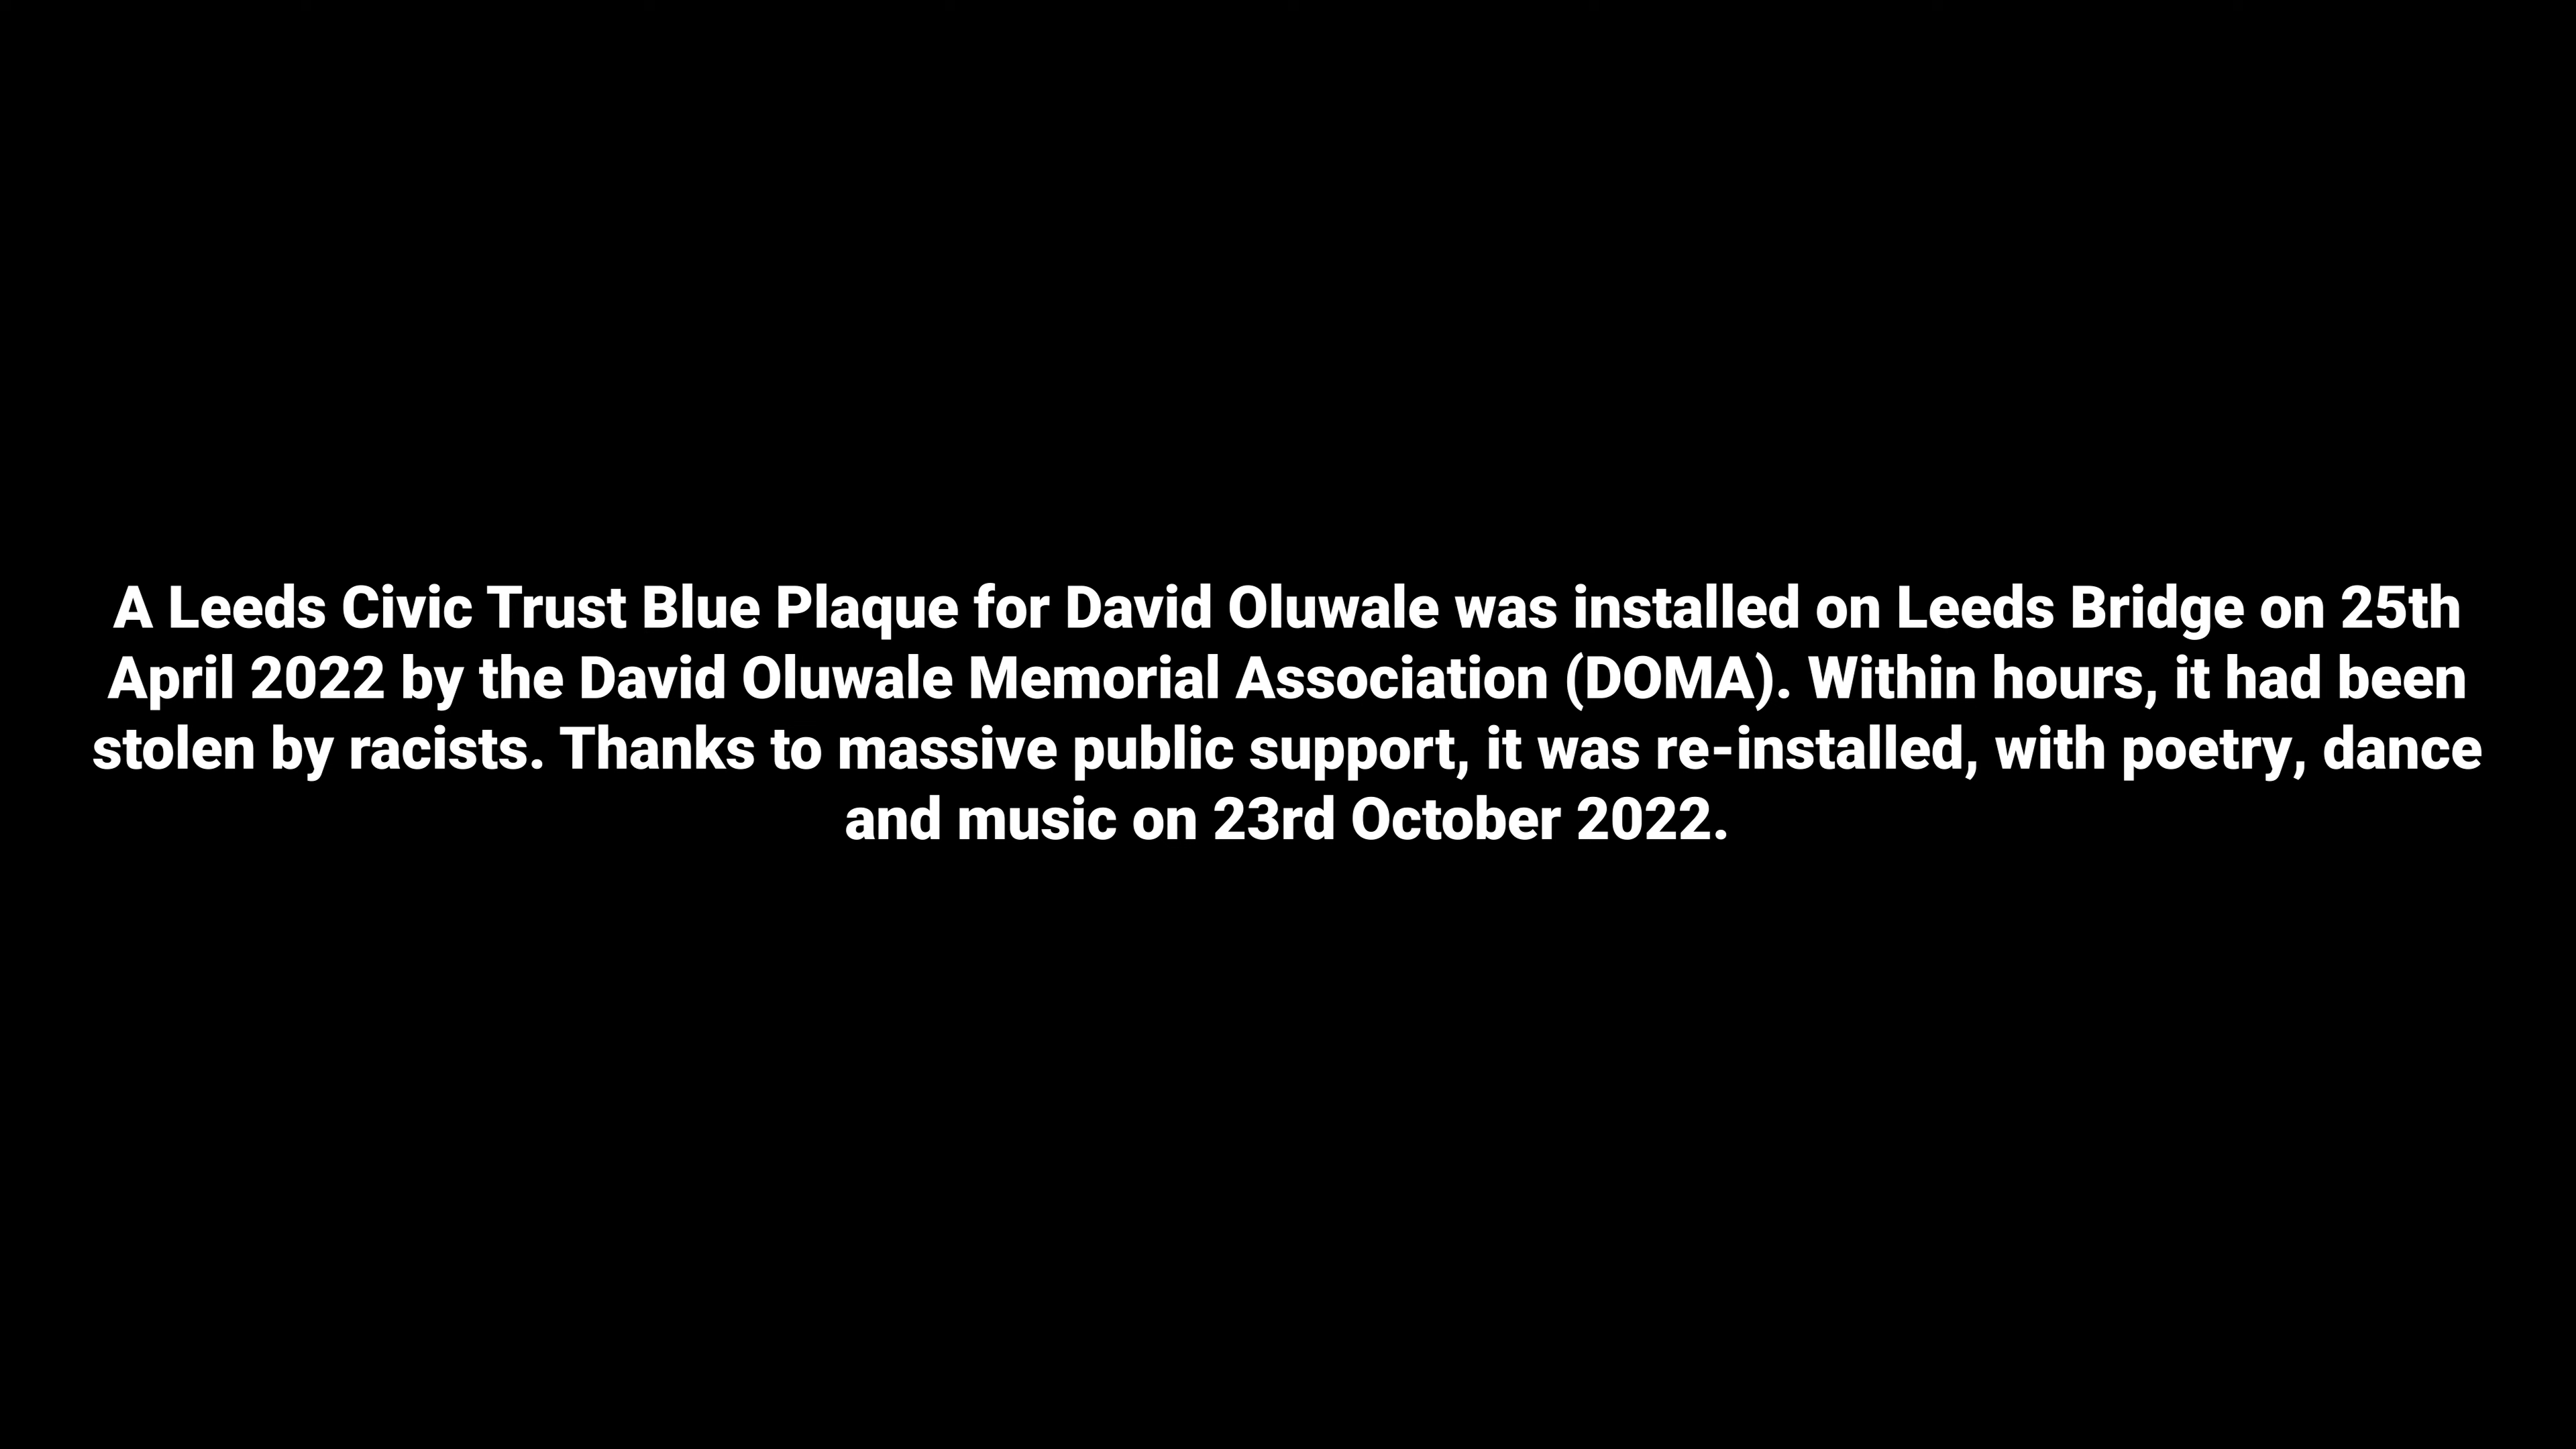 A Leeds Civic Trust Blue Plaque for David Oluwale was installed on Leeds Bridge on 25th
April 2022 by the David Oluwale Memorial Association (DOMA). Within hours, it had been
stolen by racists. Thanks to massive public support, it was re-installed, with poetry, dance
and music on 23rd October 2022.